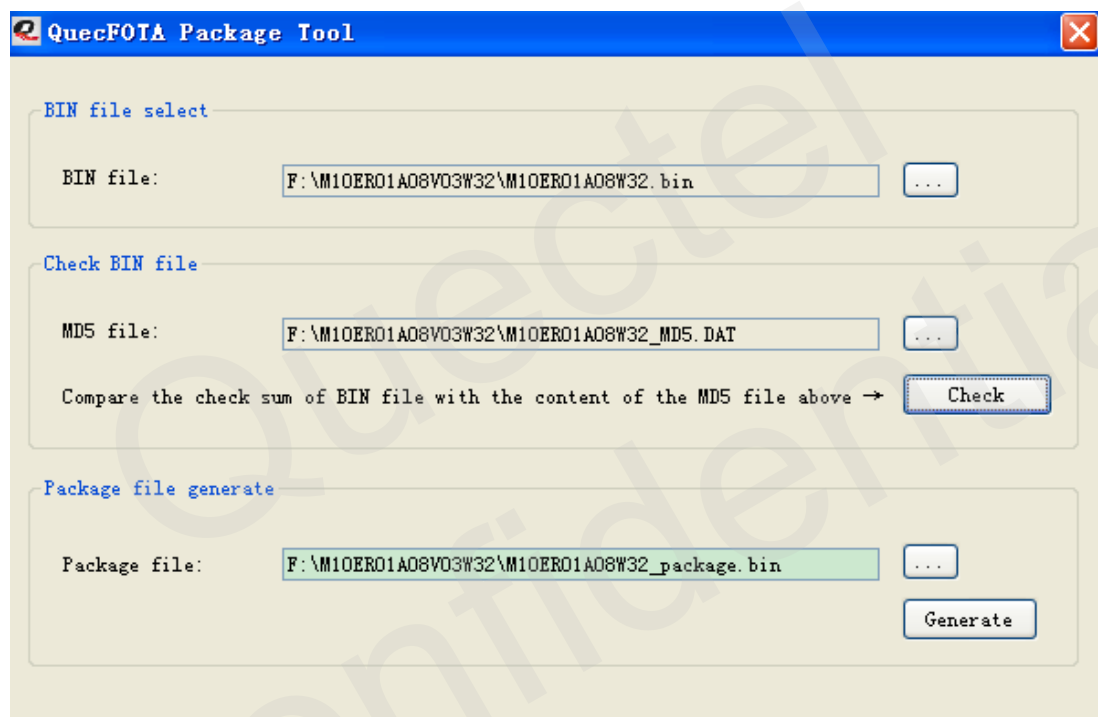 QuecFOTA Package Tool
BIN file select
BIN file:
F:\M10ER01A08V03W32\M10ER01A08W32.bin
...
Check BIN file
MD5 file:
F:\M10ER01A08V03W32\M10ER01A08W32_MD5.DAT
...
Compare the check sum of BIN file with the content of the MD5 file above →
Check
Package file generate
Package file:
F:\M10ER01A08V03W32\M10ER01A08W32_package.bin
...
Generate
Quectel